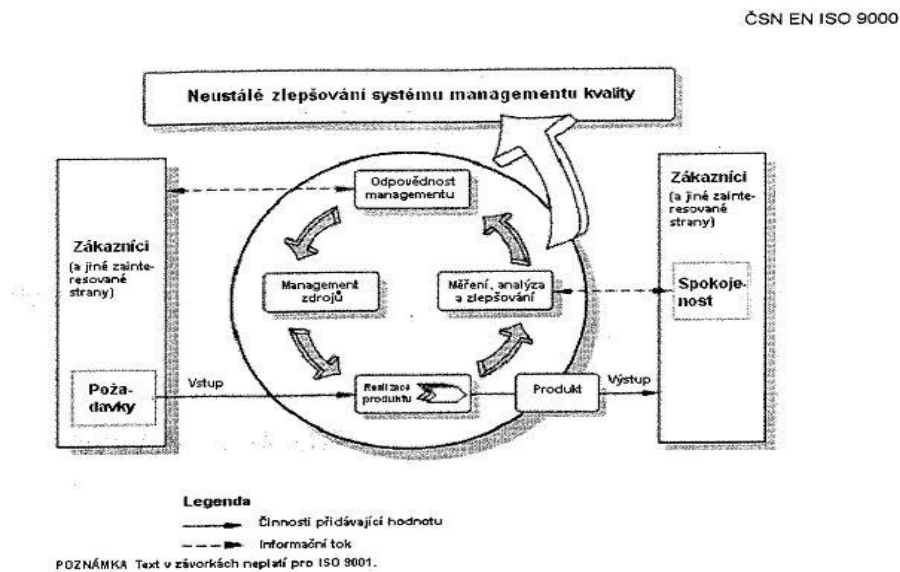 ČSN EN ISO 9000
Neustálé zlepšování systému managementu kvality
Zákazníci
(a jiné zainte-
resované
strany)
Poža-
davky
Vstup
Odpovědnost
managementu
Management
zdrojů
Měření, analýza
a zlepšování
Realizace
produktu
Produkt
Výstup
Zákazníci
(a jiné zainte-
resované
strany)
Spokoje-
nost
Legenda
Činnosti přidávající hodnotu
Informační tok
POZNÁMKA Text v závorkách neplatí pro ISO 9001.